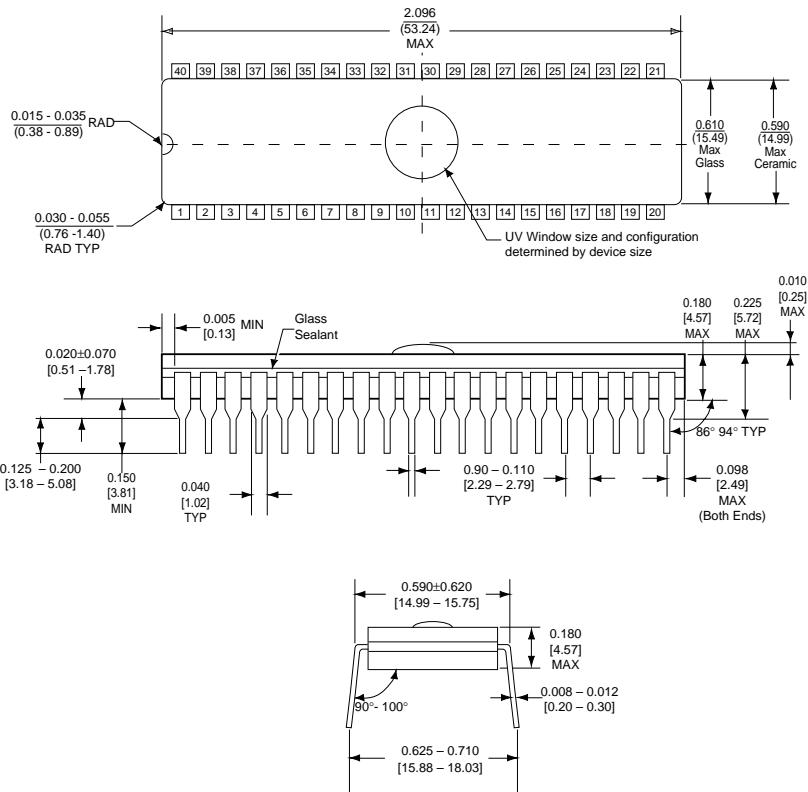 2.096
(53.24)
MAX
40 39 38 37 36 35 34 33 32 31 30 29 28 27 26 25 24 23 22 21
0.015 - 0.035
(0.38 - 0.89)
RAD
0.610
(15.49)
Max
Glass
0.590
(14.99)
Max
Ceramic
1 2 3 4 5 6 7 8 9 10 11 12 13 14 15 16 17 18 19 20
0.030 - 0.055
(0.76 -1.40)
RAD TYP
UV Window size and configuration
determined by device size
0.010
[0.25]
MAX
0.005
[0.13]
MIN
Glass
Sealant
0.180
[4.57]
MAX
0.225
[5.72]
MAX
0.020±0.070
[0.51 –1.78]
86° 94° TYP
0.125 – 0.200
[3.18 – 5.08]
0.150
[3.81]
MIN
0.040
[1.02]
TYP
0.90 – 0.110
[2.29 – 2.79]
TYP
0.098
[2.49]
MAX
(Both Ends)
0.590±0.620
[14.99 – 15.75]
0.180
[4.57]
MAX
0.008 – 0.012
[0.20 – 0.30]
90°- 100°
0.625 – 0.710
[15.88 – 18.03]